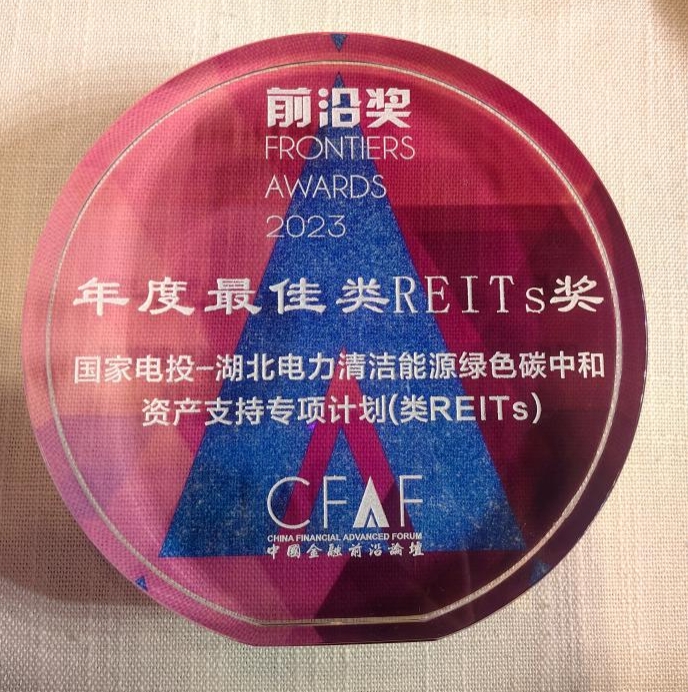 前沿奖
FRONTIERS
AWARDS
2023
年度最佳类REITs奖
国家电投-湖北电力清洁能源绿色碳中和
资产支持专项计划(类REITs)
CFAF
CHINA FINANCIAL ADVANCED FORUM
中國金融前沿論壇